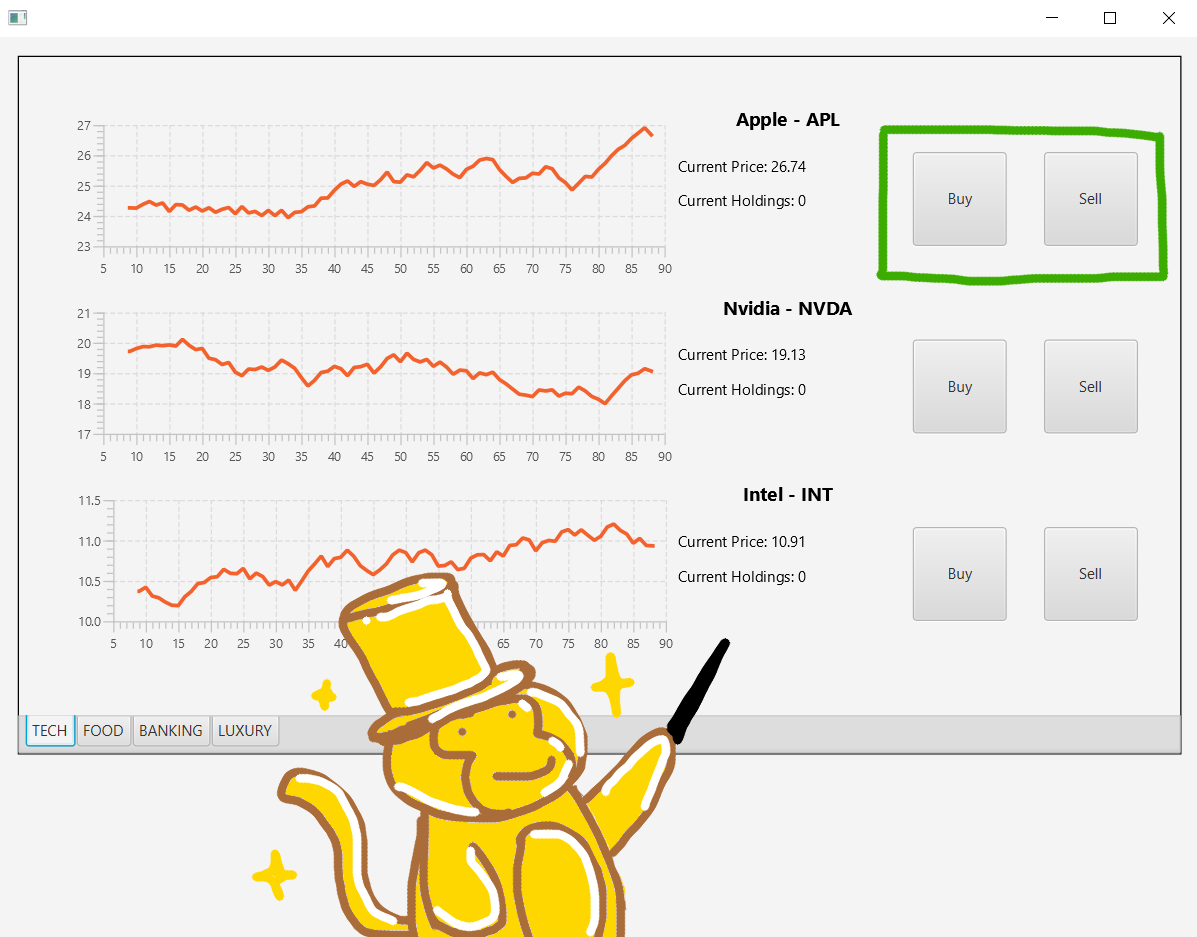 Apple - APL
27
26
25
24
23
5 10 15 20 25 30 35 40 45 50 55 60 65 70 75 80 85 90
Current Price: 26.74
Current Holdings: 0
Buy Sell
Nvidia - NVDA
21
20
19
18
17
5 10 15 20 25 30 35 40 45 50 55 60 65 70 75 80 85 90
Current Price: 19.13
Current Holdings: 0
Buy Sell
Intel - INT
11.5
11.0
10.5
10.0
5 10 15 20 25 30 35 40 65 70 75 80 85 90
Current Price: 10.91
Current Holdings: 0
Buy Sell
TECH FOOD BANKING LUXURY